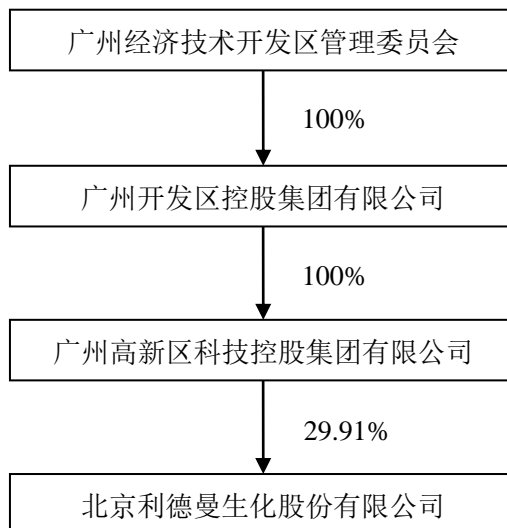 广州经济技术开发区管理委员会
100%
广州开发区控股集团有限公司
100%
广州高新区科技控股集团有限公司
29.91%
北京利德曼生化股份有限公司